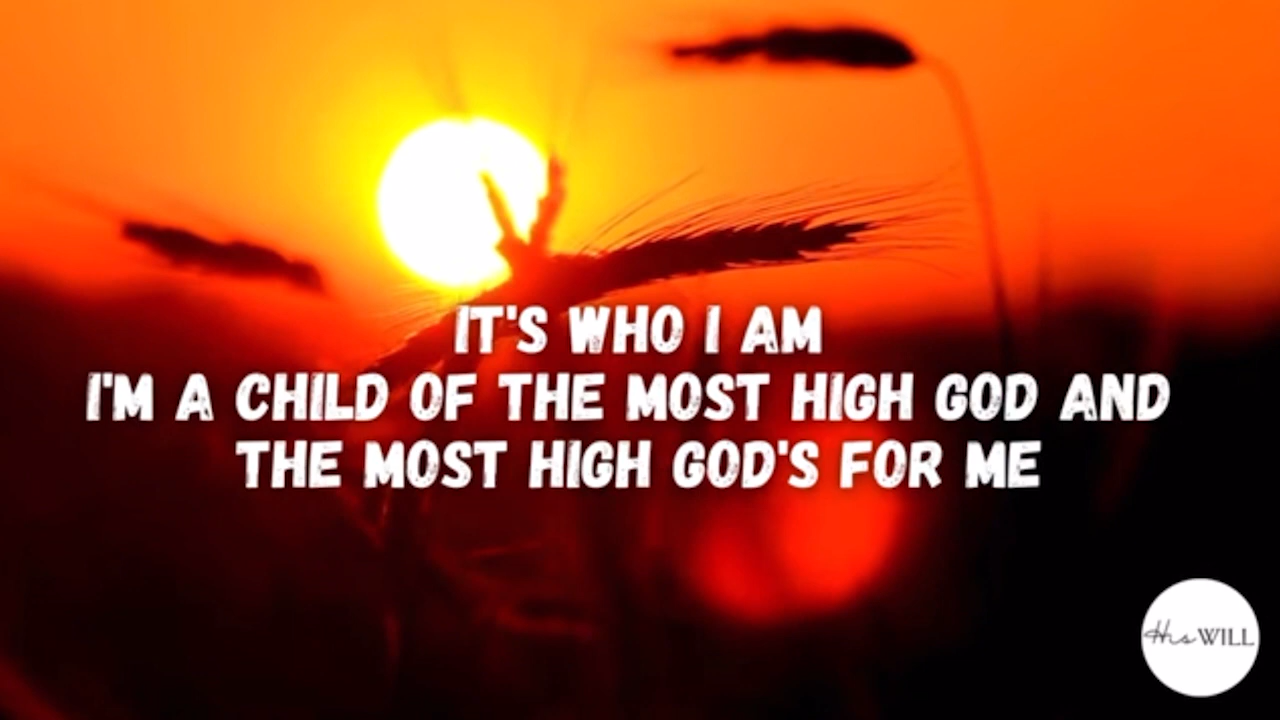 IT'S WHO I AM
I'M A CHILD OF THE MOST HIGH GOD AND
THE MOST HIGH GOD'S FOR ME
His WILL